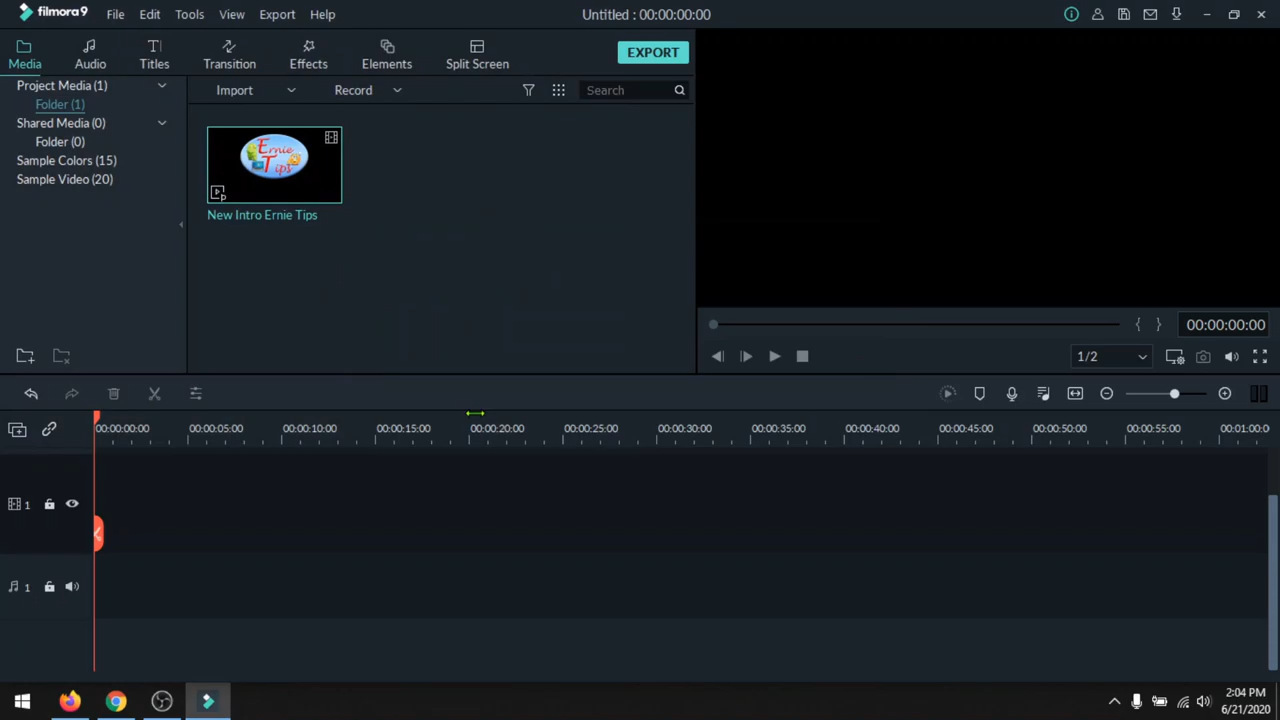 filmora9 File Edit Tools View Export Help Untitled : 00:00:00:00
Media Audio Titles Transition Effects Elements Split Screen EXPORT
Project Media (1)
Folder (1)
Shared Media (0)
Folder (0)
Sample Colors (15)
Sample Video (20)
Import Record Search
Ernie
Tips
New Intro Ernie Tips
00:00:00:00
1/2
00:00:00:00 00:00:05:00 00:00:10:00 00:00:15:00 00:00:20:00 00:00:25:00 00:00:30:00 00:00:35:00 00:00:40:00 00:00:45:00 00:00:50:00 00:00:55:00 00:01:00:0
1
1
2:04 PM
6/21/2020